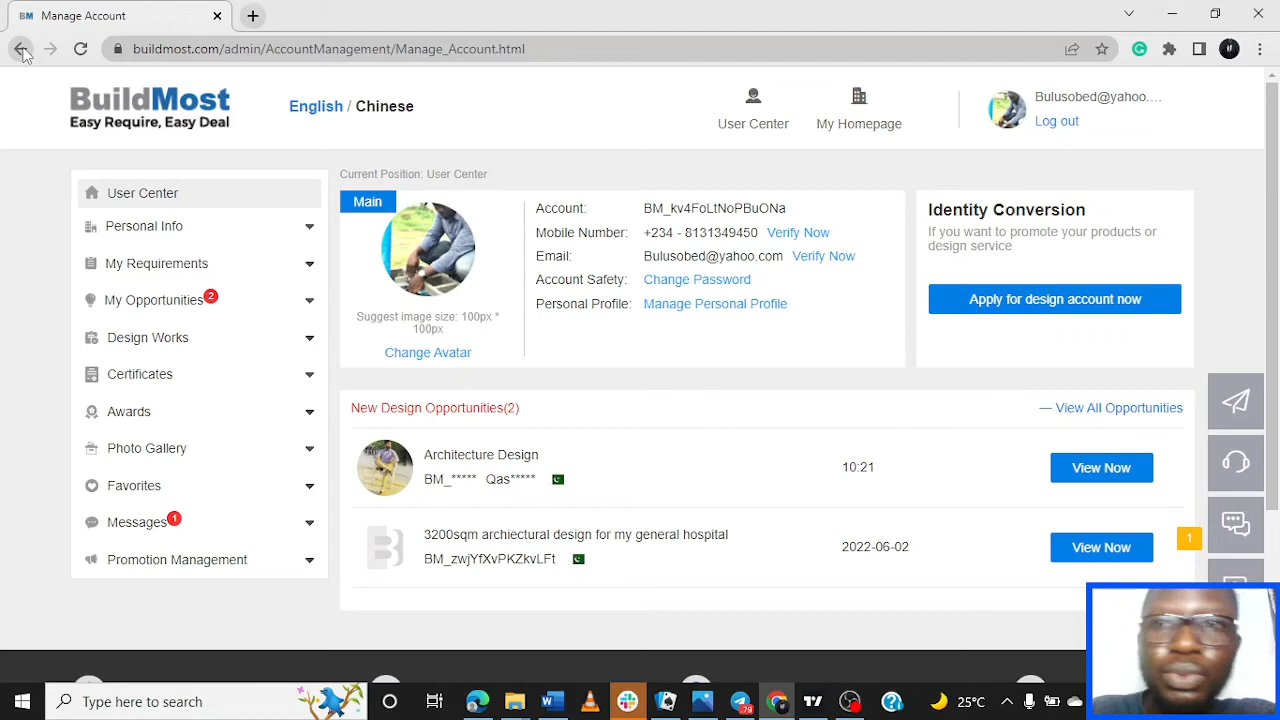 BM Manage Account
buildmost.com/admin/AccountManagement/Manage_Account.html
BuildMost
Easy Require, Easy Deal
English / Chinese
User Center
My Homepage
Bulusobed@yahoo....
Log out
User Center
Personal Info
My Requirements
My Opportunities 2
Design Works
Certificates
Awards
Photo Gallery
Favorites
Messages 1
Promotion Management
Current Position: User Center
Main
Suggest image size: 100px *
100px
Change Avatar
Account: BM_kv4FoLtNoPBuONa
Mobile Number: +234 - 8131349450 Verify Now
Email: Bulusobed@yahoo.com Verify Now
Account Safety: Change Password
Personal Profile: Manage Personal Profile
Identity Conversion
If you want to promote your products or
design service
Apply for design account now
New Design Opportunities(2)
— View All Opportunities
Architecture Design
BM_***** Qas*****
10:21
View Now
3200sqm archiectural design for my general hospital
BM_zwjYfXvPKZkvLFt
2022-06-02
View Now
1
Type here to search
79
25°C